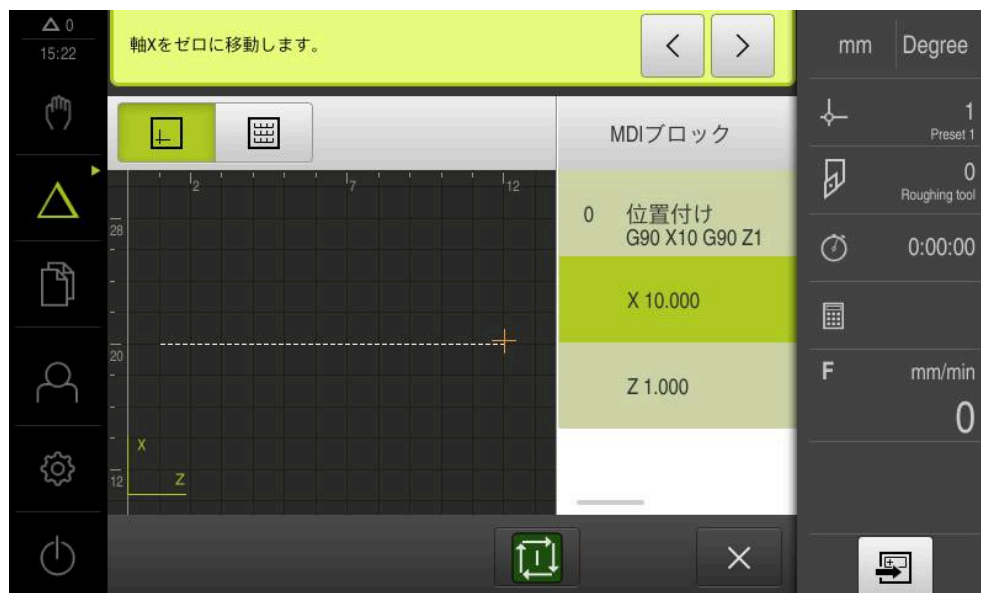 0
15:22
軸Xをゼロに移動します。
MDIブロック
2
7
12
28
20
12
X
Z
0 位置付け
G90 X10 G90 Z1
X 10.000
Z 1.000
mm Degree
1
Preset 1
0
Roughing tool
0:00:00
F mm/min
0